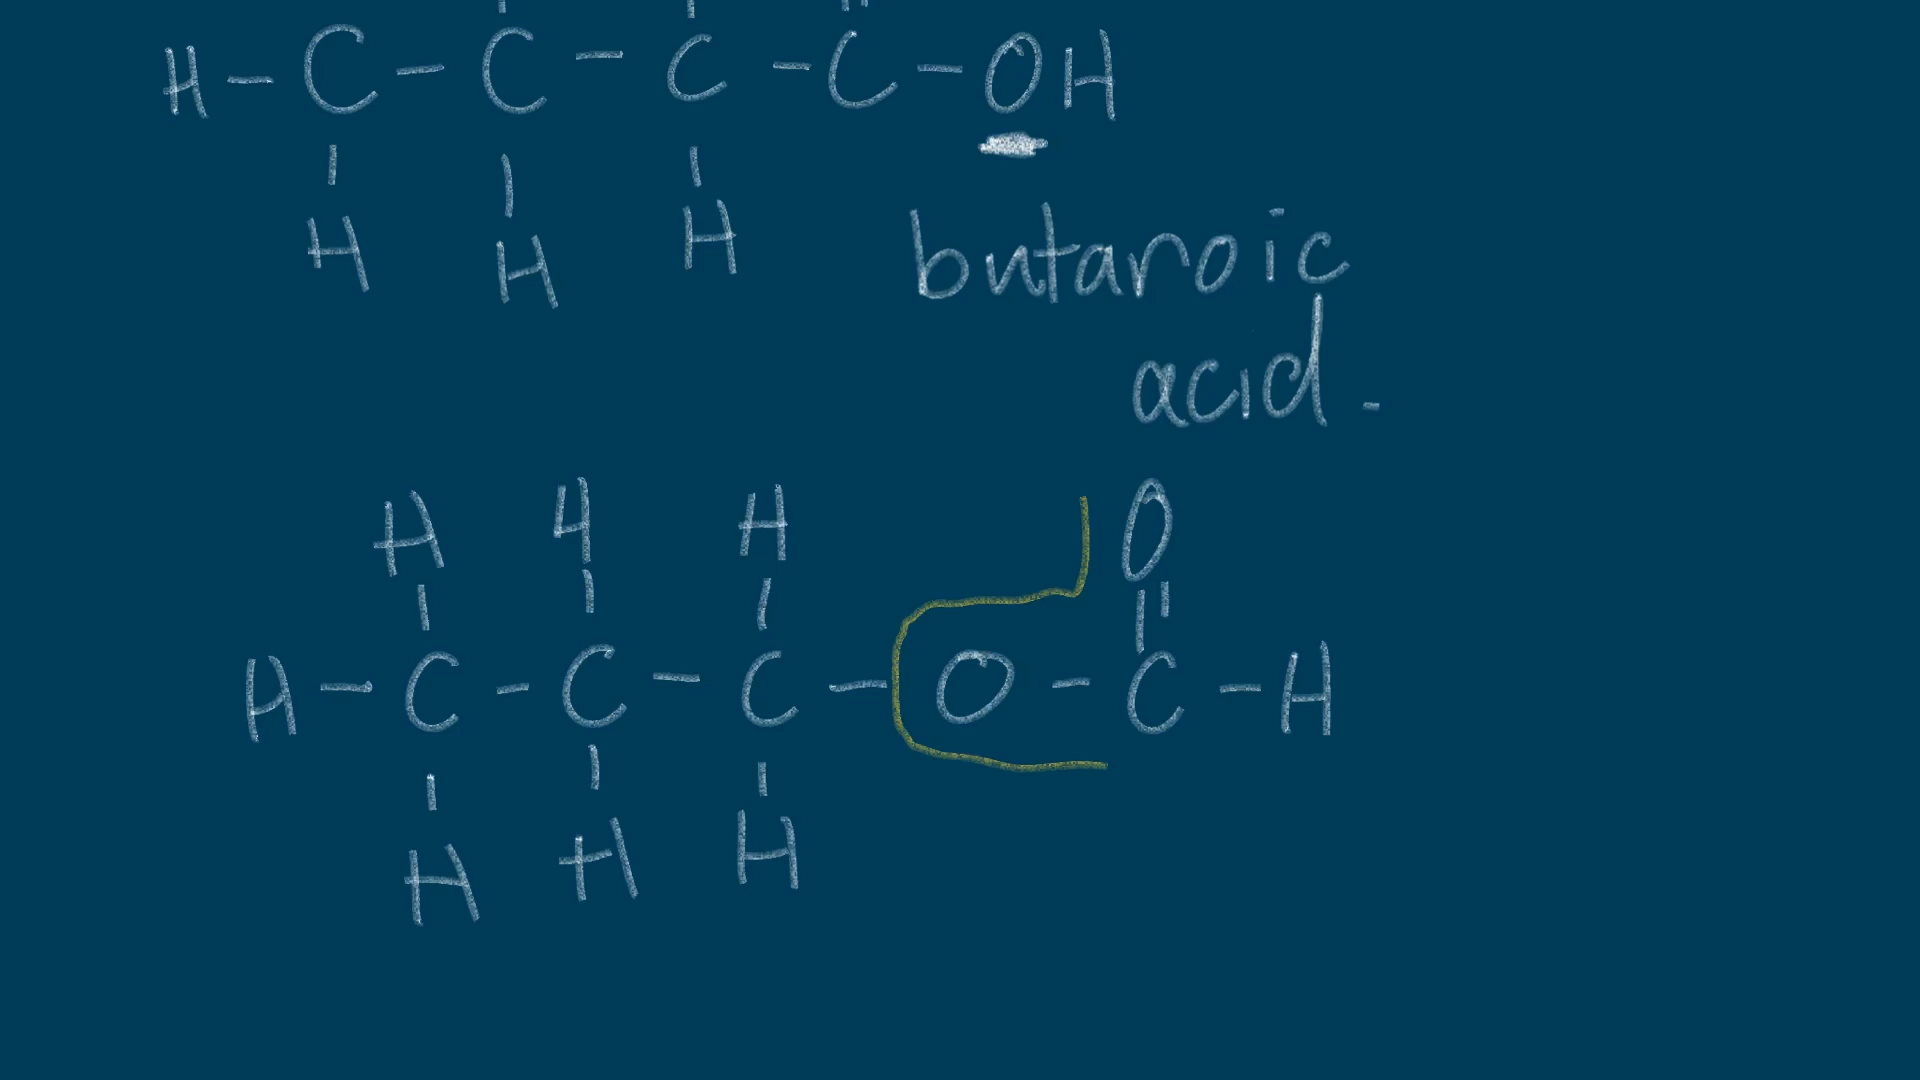 H - C - C - C - C - OH
H H H
butanoic
acid.
H H H O
H - C - C - C - O - C - H
H H H